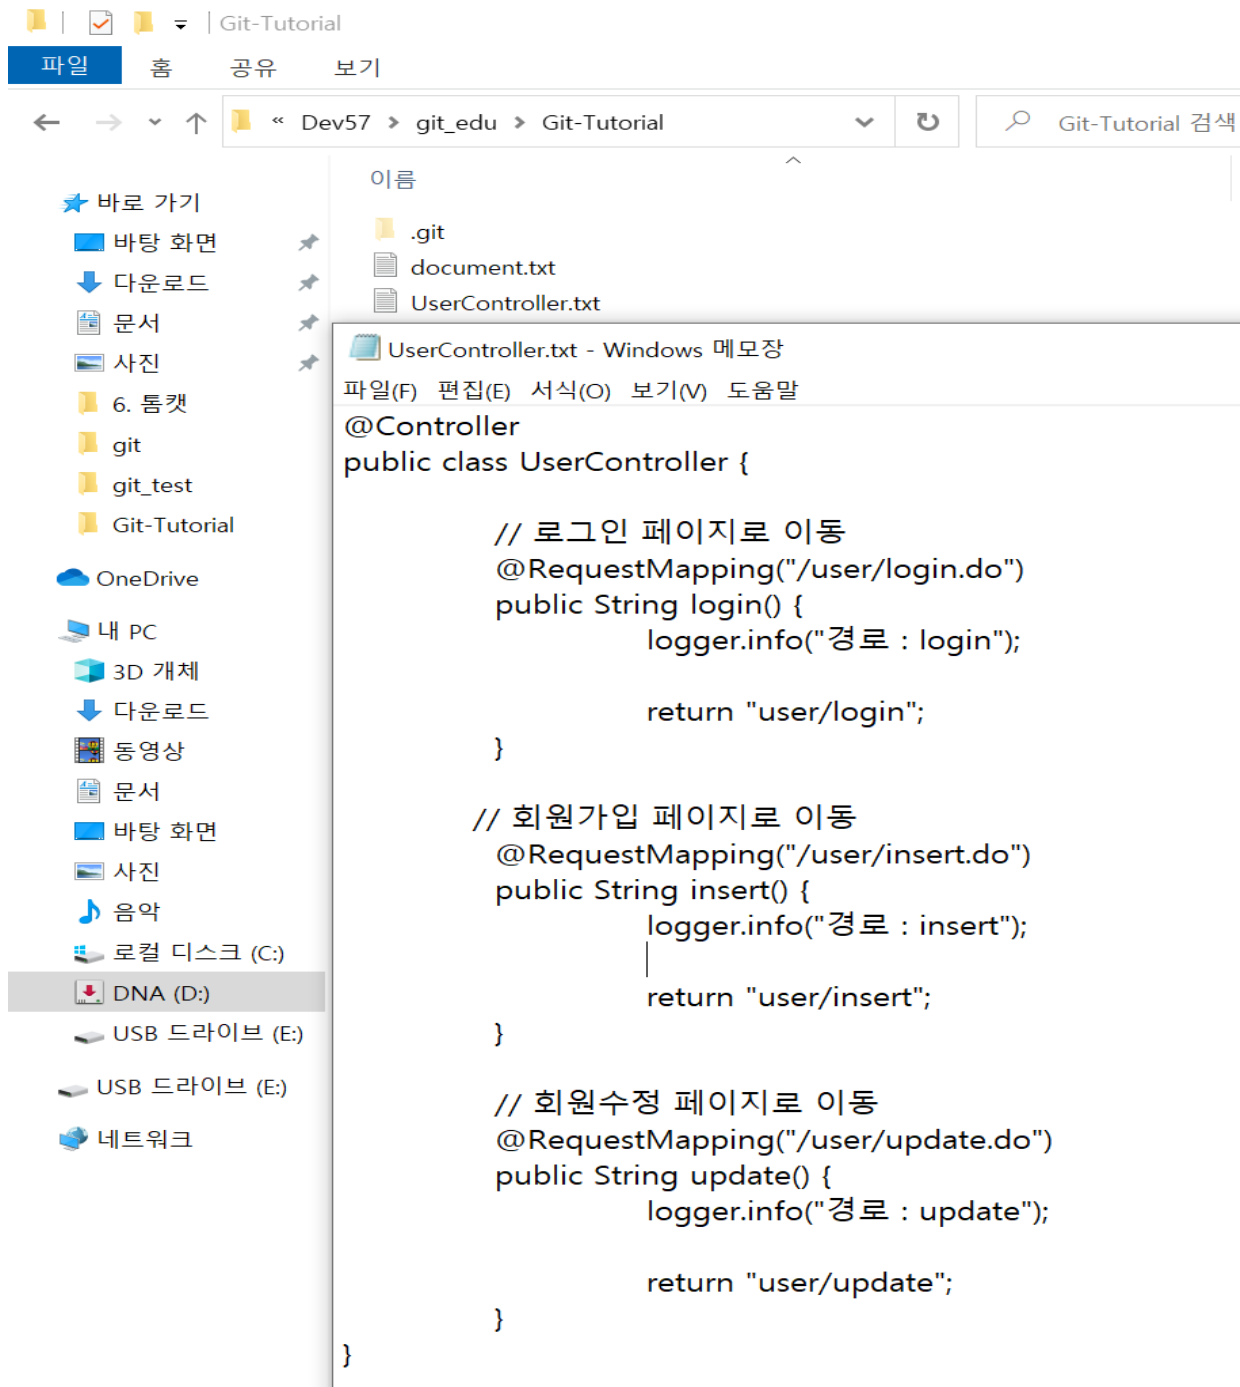 Git-Tutorial
파일 홈 공유 보기
« Dev57 > git_edu > Git-Tutorial
Git-Tutorial 검색
바로 가기
바탕 화면
다운로드
문서
사진
6. 톰캣
git
git_test
Git-Tutorial
OneDrive
내 PC
3D 개체
다운로드
동영상
문서
바탕 화면
사진
음악
로컬 디스크 (C:)
DNA (D:)
USB 드라이브 (E:)
USB 드라이브 (E:)
네트워크
이름
.git
document.txt
UserController.txt
UserController.txt - Windows 메모장
파일(F) 편집(E) 서식(O) 보기(V) 도움말
@Controller
public class UserController {
// 로그인 페이지로 이동
@RequestMapping("/user/login.do")
public String login() {
logger.info("경로 : login");
return "user/login";
}
// 회원가입 페이지로 이동
@RequestMapping("/user/insert.do")
public String insert() {
logger.info("경로 : insert");
return "user/insert";
}
// 회원수정 페이지로 이동
@RequestMapping("/user/update.do")
public String update() {
logger.info("경로 : update");
return "user/update";
}
}